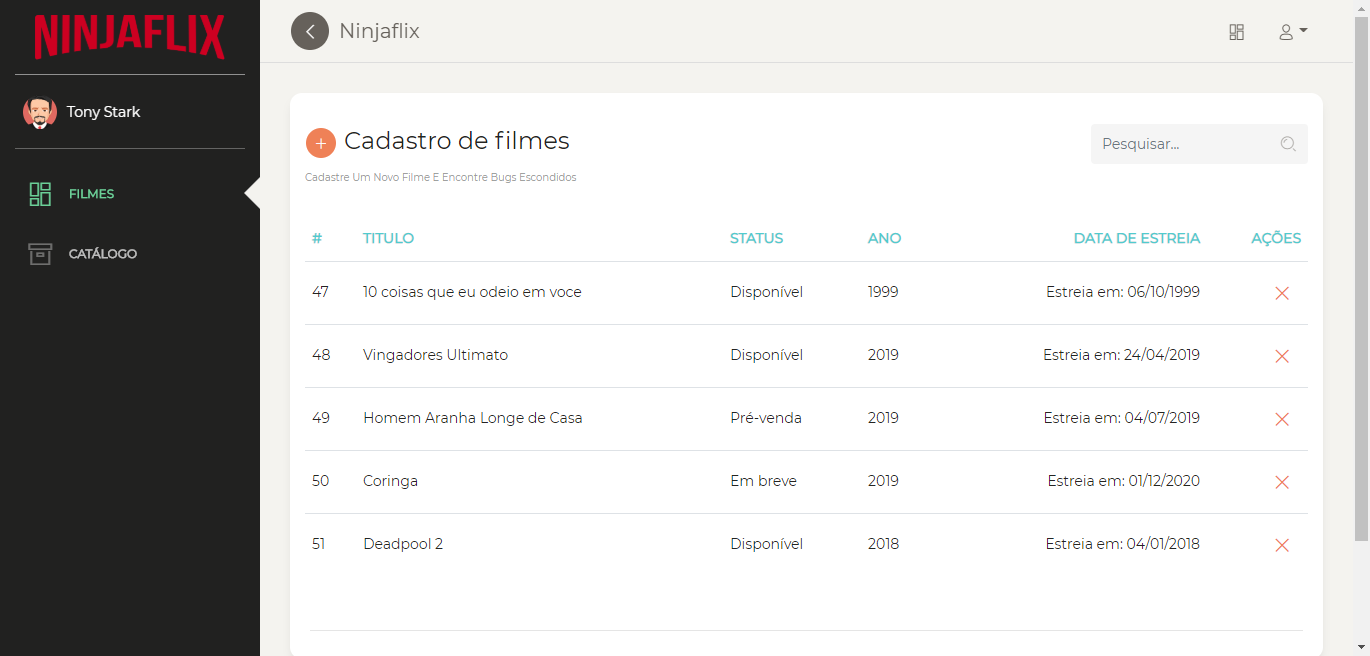 NINJAFLIX
Ninjaflix
Tony Stark
FILMES
CATÁLOGO
+ Cadastro de filmes
Pesquisar...
Cadastre Um Novo Filme E Encontre Bugs Escondidos
# TITULO STATUS ANO DATA DE ESTREIA AÇÕES
47 10 coisas que eu odeio em voce Disponível 1999 Estreia em: 06/10/1999
48 Vingadores Ultimato Disponível 2019 Estreia em: 24/04/2019
49 Homem Aranha Longe de Casa Pré-venda 2019 Estreia em: 04/07/2019
50 Coringa Em breve 2019 Estreia em: 01/12/2020
51 Deadpool 2 Disponível 2018 Estreia em: 04/01/2018